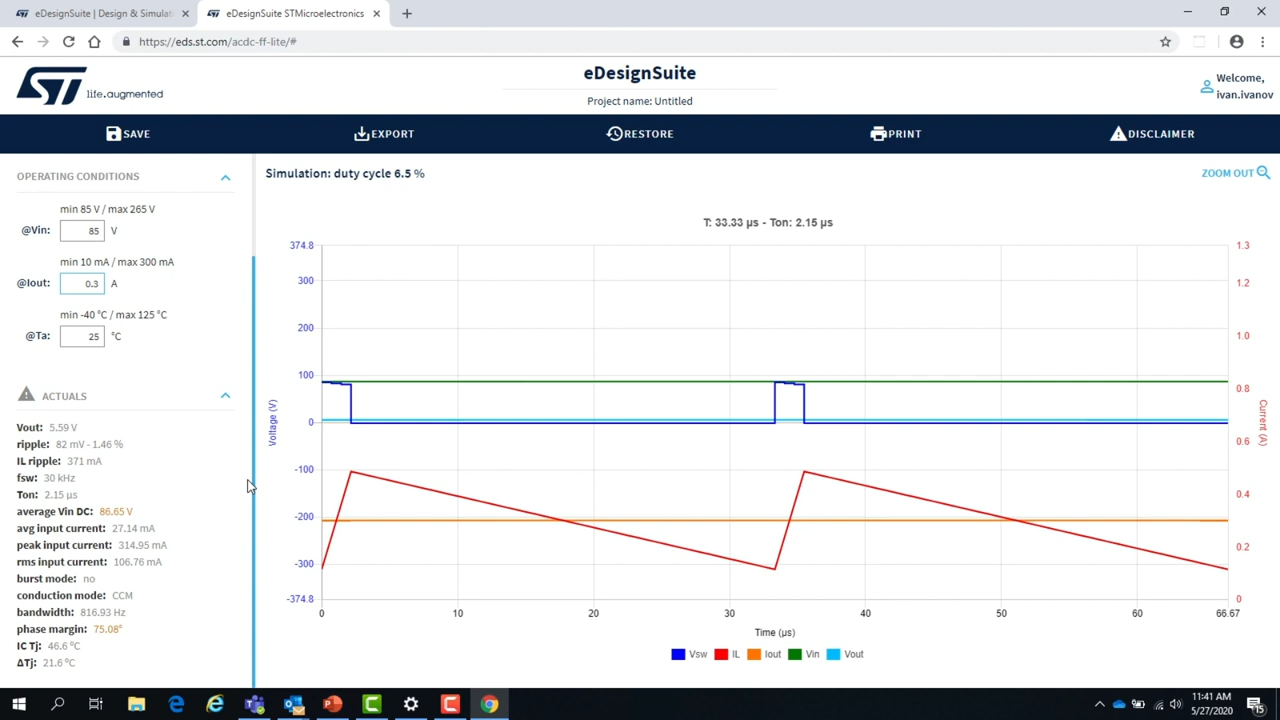 eDesignSuite | Design & Simulat
eDesignSuite STMicroelectronics
https://eds.st.com/acdc-ff-lite/#
ST life.augmented
eDesignSuite
Project name: Untitled
Welcome,
ivan.ivanov
SAVE
EXPORT
RESTORE
PRINT
DISCLAIMER
OPERATING CONDITIONS
min 85 V / max 265 V
@Vin: 85 V
min 10 mA / max 300 mA
@Iout: 0.3 A
min -40 °C / max 125 °C
@Ta: 25 °C
ACTUALS
Vout: 5.59 V
ripple: 82 mV - 1.46 %
IL ripple: 371 mA
fsw: 30 kHz
Ton: 2.15 µs
average Vin DC: 86.65 V
avg input current: 27.14 mA
peak input current: 314.95 mA
rms input current: 106.76 mA
burst mode: no
conduction mode: CCM
bandwidth: 816.93 Hz
phase margin: 75.08°
IC Tj: 46.6 °C
ΔTj: 21.6 °C
Simulation: duty cycle 6.5 %
ZOOM OUT
T: 33.33 µs - Ton: 2.15 µs
374.8
300
200
100
0
-100
-200
-300
-374.8
Voltage (V)
1.3
1.2
1.0
0.8
0.6
0.4
0.2
0
Current (A)
0 10 20 30 40 50 60 66.67
Time (µs)
Vsw IL Iout Vin Vout
11:41 AM
5/27/2020
15